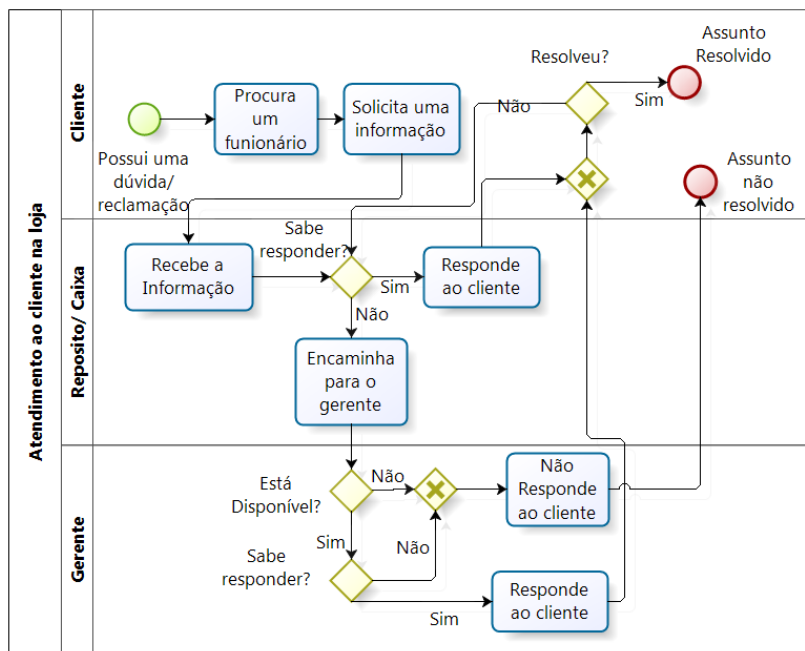 Atendimento ao cliente na loja
Cliente
Possui uma
dúvida/
reclamação
Procura
um
funionário
Solicita uma
informação
Resolveu?
Não
Sim
Assunto
Resolvido
Assunto
não
resolvido
Reposito/ Caixa
Recebe a
Informação
Sabe
responder?
Sim
Responde
ao cliente
Não
Encaminha
para o
gerente
Gerente
Está
Disponível?
Não
Não
Responde
ao cliente
Sim
Não
Sabe
responder?
Sim
Responde
ao cliente